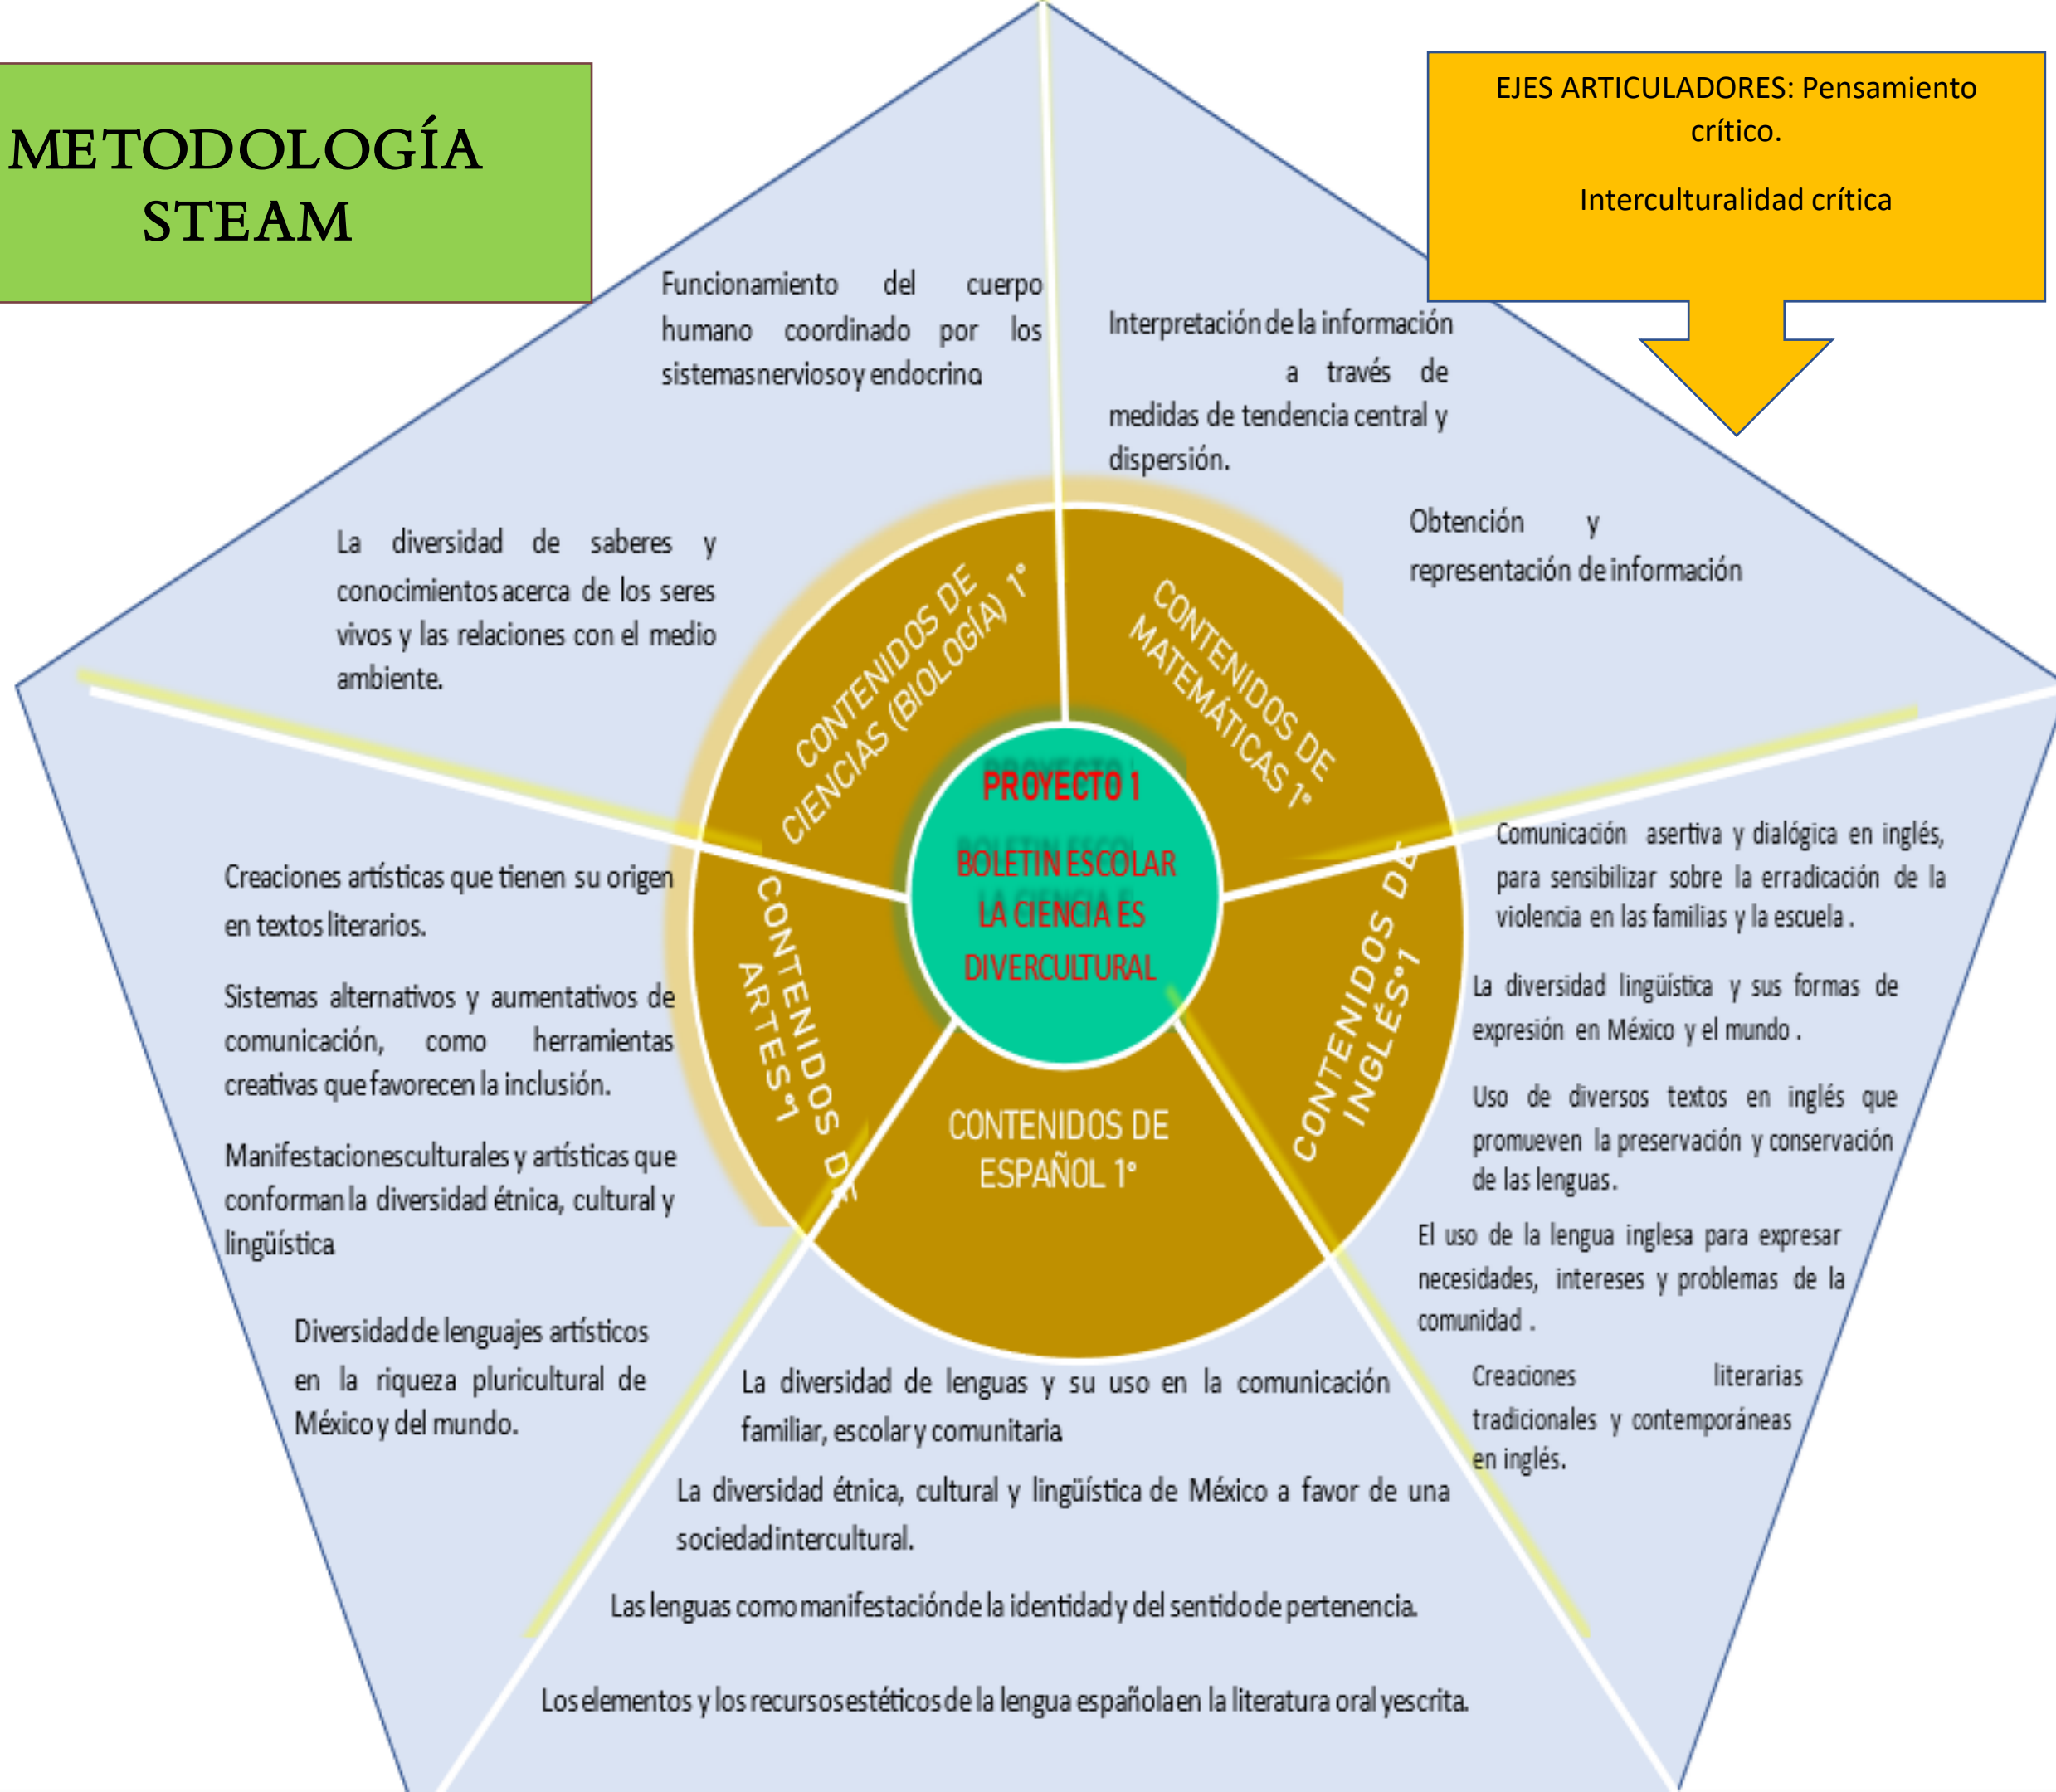 METODOLOGÍA
STEAM
EJES ARTICULADORES: Pensamiento
crítico.
Interculturalidad crítica
Funcionamiento del cuerpo
humano coordinado por los
sistemas nervioso y endocrino.
Interpretación de la información
a través de
medidas de tendencia central y
dispersión.
Obtención y
representación de información
La diversidad de saberes y
conocimientos acerca de los seres
vivos y las relaciones con el medio
ambiente.
CONTENIDOS DE
CIENCIAS (BIOLOGÍA) 1°
CONTENIDOS DE
MATEMÁTICAS 1°
PROYECTO 1
BOLETIN ESCOLAR
LA CIENCIA ES
DIVERCULTURAL
CONTENIDOS DE
ARTES°1
CONTENIDOS DE
INGLÉS°1
CONTENIDOS DE
ESPAÑOL 1°
Creaciones artísticas que tienen su origen
en textos literarios.
Sistemas alternativos y aumentativos de
comunicación, como herramientas
creativas que favorecen la inclusión.
Manifestaciones culturales y artísticas que
conforman la diversidad étnica, cultural y
lingüística
Diversidad de lenguajes artísticos
en la riqueza pluricultural de
México y del mundo.
Comunicación asertiva y dialógica en inglés,
para sensibilizar sobre la erradicación de la
violencia en las familias y la escuela .
La diversidad lingüística y sus formas de
expresión en México y el mundo .
Uso de diversos textos en inglés que
promueven la preservación y conservación
de las lenguas.
El uso de la lengua inglesa para expresar
necesidades, intereses y problemas de la
comunidad .
Creaciones literarias
tradicionales y contemporáneas
en inglés.
La diversidad de lenguas y su uso en la comunicación
familiar, escolar y comunitaria.
La diversidad étnica, cultural y lingüística de México a favor de una
sociedad intercultural.
Las lenguas como manifestación de la identidad y del sentido de pertenencia.
Los elementos y los recursos estéticos de la lengua española en la literatura oral y escrita.